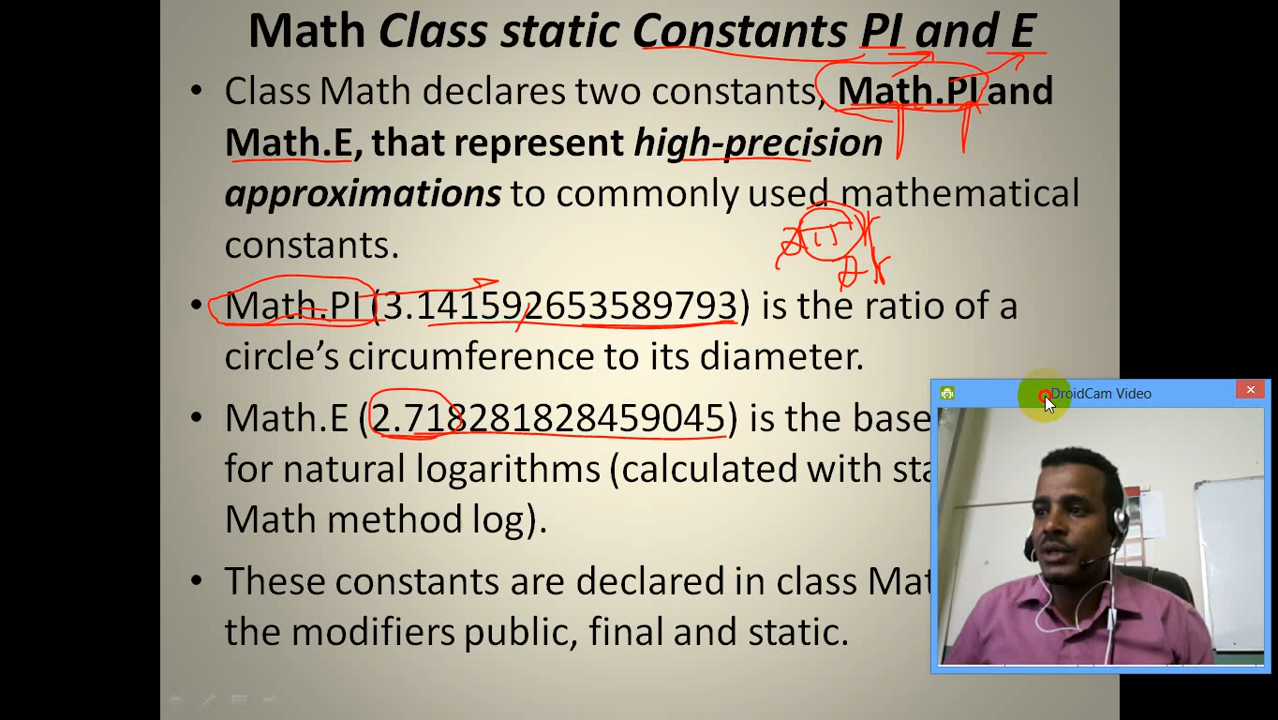 Math Class static Constants PI and E
• Class Math declares two constants, Math.PI and
Math.E, that represent high-precision
approximations to commonly used mathematical
constants.
2πr
2r
• Math.PI (3.141592653589793) is the ratio of a
circle's circumference to its diameter.
DroidCam Video
• Math.E (2.718281828459045) is the base
for natural logarithms (calculated with sta
Math method log).
• These constants are declared in class Mat
the modifiers public, final and static.